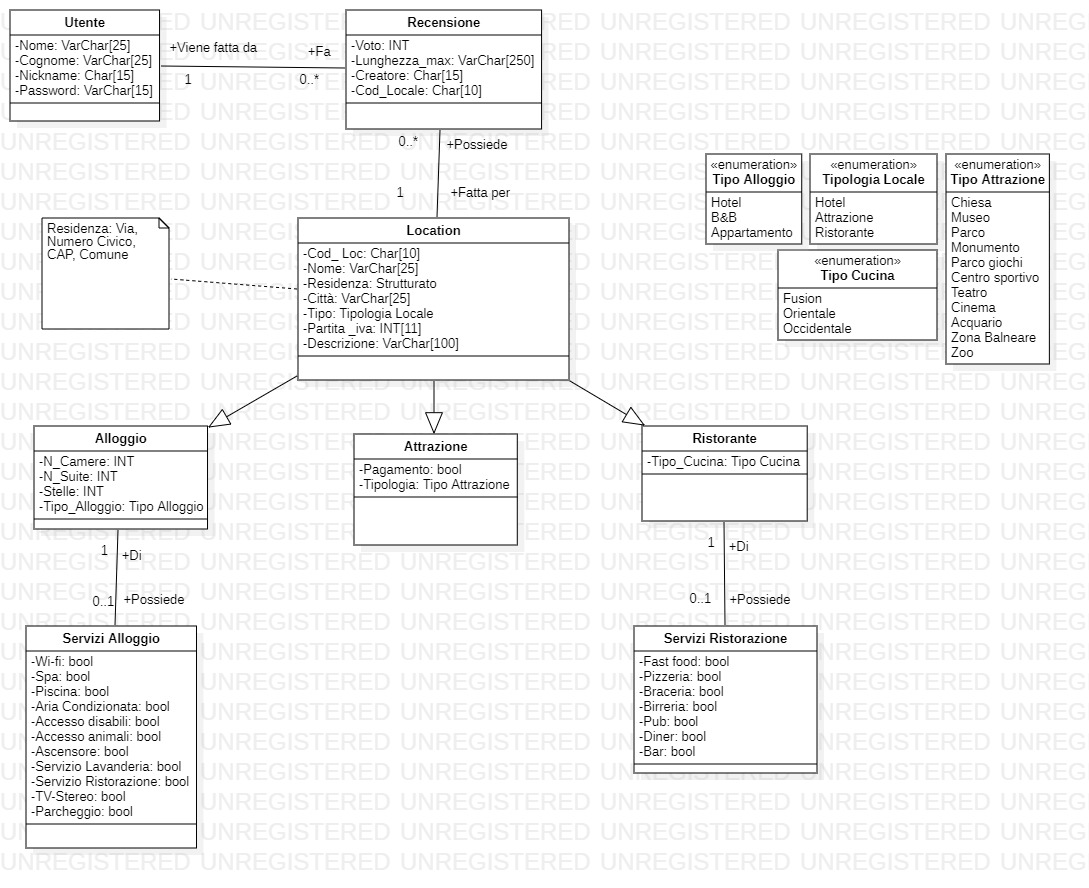 Utente
-Nome: VarChar[25]
-Cognome: VarChar[25]
-Nickname: Char[15]
-Password: VarChar[15]
+Viene fatta da
+Fa
1
0..*
Recensione
-Voto: INT
-Lunghezza_max: VarChar[250]
-Creatore: Char[15]
-Cod_Locale: Char[10]
0..*
+Possiede
1
+Fatta per
Residenza: Via,
Numero Civico,
CAP, Comune
Location
-Cod_ Loc: Char[10]
-Nome: VarChar[25]
-Residenza: Strutturato
-Città: VarChar[25]
-Tipo: Tipologia Locale
-Partita _iva: INT[11]
-Descrizione: VarChar[100]
«enumeration»
Tipo Alloggio
Hotel
B&B
Appartamento
«enumeration»
Tipologia Locale
Hotel
Attrazione
Ristorante
«enumeration»
Tipo Cucina
Fusion
Orientale
Occidentale
«enumeration»
Tipo Attrazione
Chiesa
Museo
Parco
Monumento
Parco giochi
Centro sportivo
Teatro
Cinema
Acquario
Zona Balneare
Zoo
Alloggio
-N_Camere: INT
-N_Suite: INT
-Stelle: INT
-Tipo_Alloggio: Tipo Alloggio
Attrazione
-Pagamento: bool
-Tipologia: Tipo Attrazione
Ristorante
-Tipo_Cucina: Tipo Cucina
1
+Di
0..1
+Possiede
1
+Di
0..1
+Possiede
Servizi Alloggio
-Wi-fi: bool
-Spa: bool
-Piscina: bool
-Aria Condizionata: bool
-Accesso disabili: bool
-Accesso animali: bool
-Ascensore: bool
-Servizio Lavanderia: bool
-Servizio Ristorazione: bool
-TV-Stereo: bool
-Parcheggio: bool
Servizi Ristorazione
-Fast food: bool
-Pizzeria: bool
-Braceria: bool
-Birreria: bool
-Pub: bool
-Diner: bool
-Bar: bool
UNREGISTERED